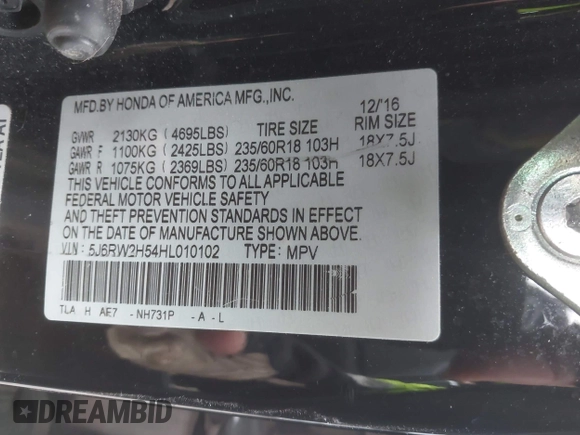 MFD.BY HONDA OF AMERICA MFG.,INC. 12/'16
GVWR 2130KG (4695LBS) TIRE SIZE RIM SIZE
GAWR F 1100KG (2425LBS) 235/60R18 103H 18X7.5J
GAWR R 1075KG (2369LBS) 235/60R18 103H 18X7.5J
THIS VEHICLE CONFORMS TO ALL APPLICABLE
FEDERAL MOTOR VEHICLE SAFETY
AND THEFT PREVENTION STANDARDS IN EFFECT
ON THE DATE OF MANUFACTURE SHOWN ABOVE.
VIN: 5J6RW2H54HL010102 TYPE: MPV
TLA H AE7 -NH731P -A-L
DREAMBID